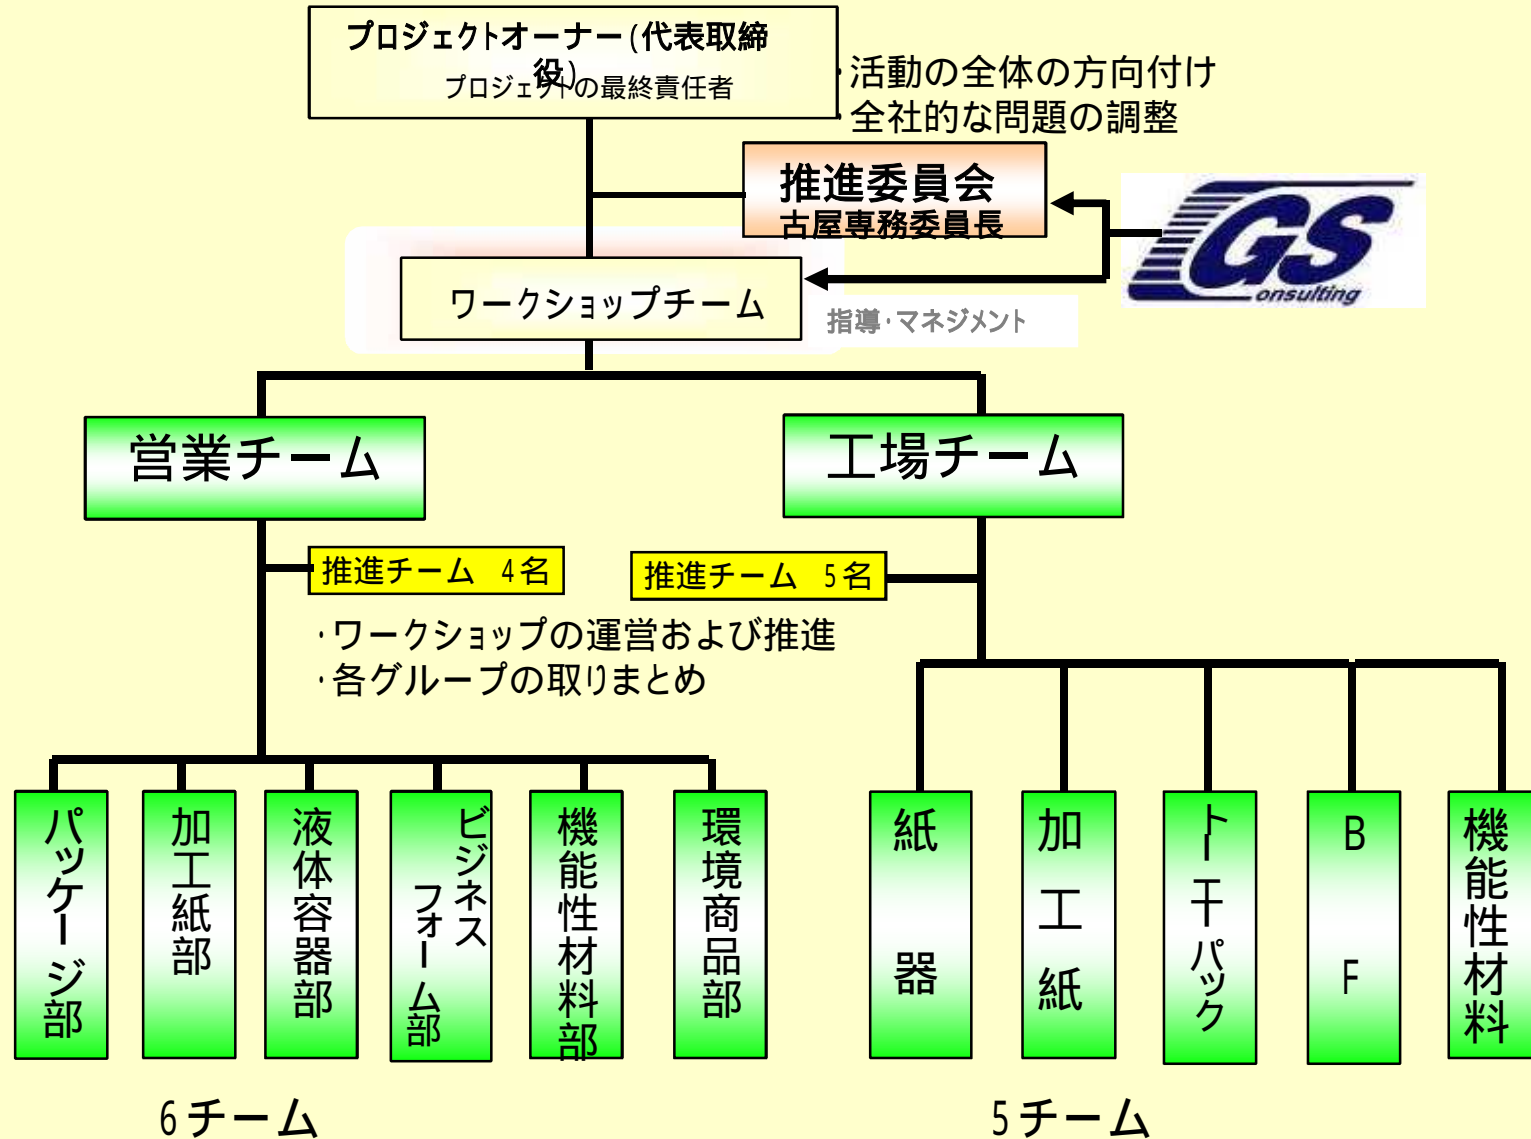 プロジェクトオーナー(代表取締
役)
プロジェクトの最終責任者
・活動の全体の方向付け
・全社的な問題の調整
推進委員会
古屋専務委員長
GS
onsulting
ワークショップチーム
指導・マネジメント
営業チーム
工場チーム
推進チーム 4名
推進チーム 5名
・ワークショップの運営および推進
・各グループの取りまとめ
パッケージ部
加工紙部
液体容器部
ビジネス
フォーム部
機能性材料部
環境商品部
紙器
加工紙
トーチパック
BF
機能性材料
6チーム
5チーム